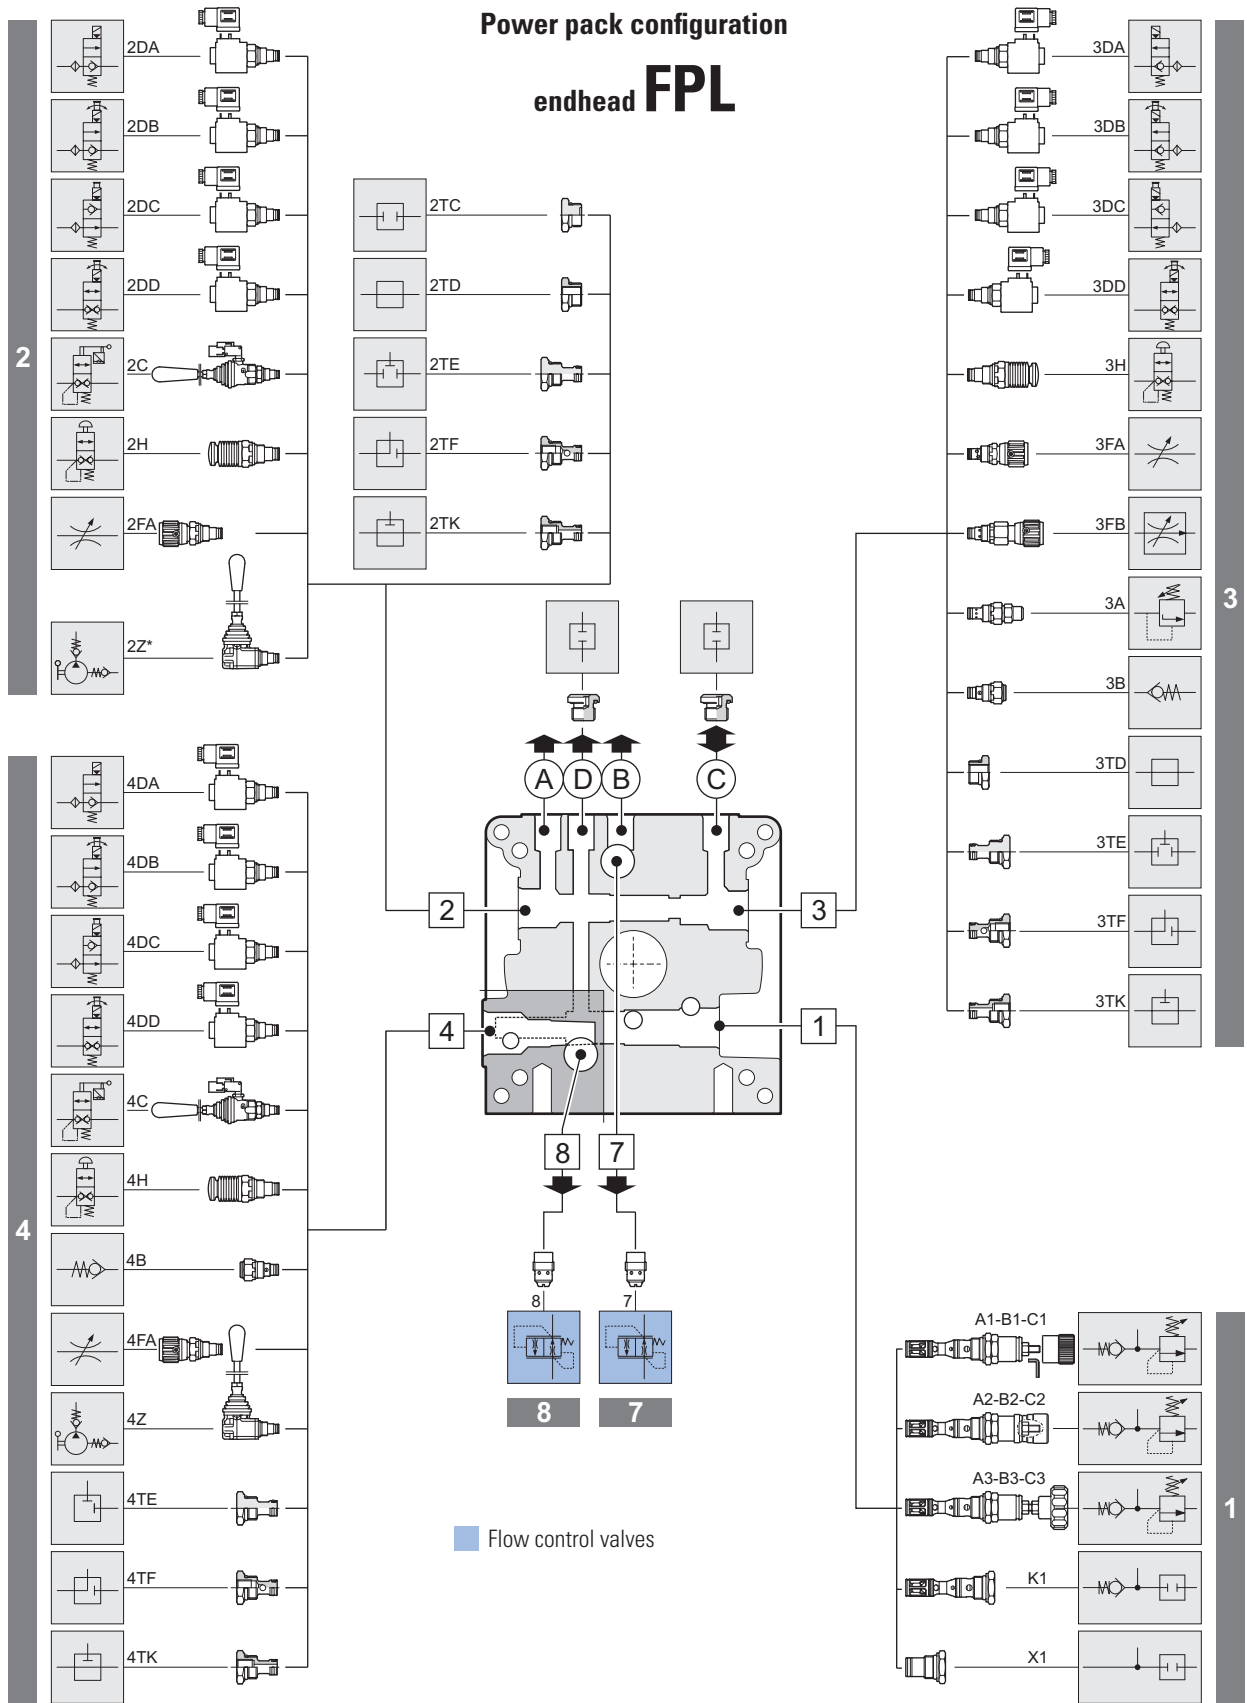 Power pack configuration
endhead FPL
2
2DA
2DB
2DC
2DD
2C
2H
2FA
2Z*
2TC
2TD
2TE
2TF
2TK
3
3DA
3DB
3DC
3DD
3H
3FA
3FB
3A
3B
3TD
3TE
3TF
3TK
A
D
B
C
2
3
4
1
8
7
4
4DA
4DB
4DC
4DD
4C
4H
4B
4FA
4Z
4TE
4TF
4TK
8
7
8
7
Flow control valves
1
A1-B1-C1
A2-B2-C2
A3-B3-C3
K1
X1